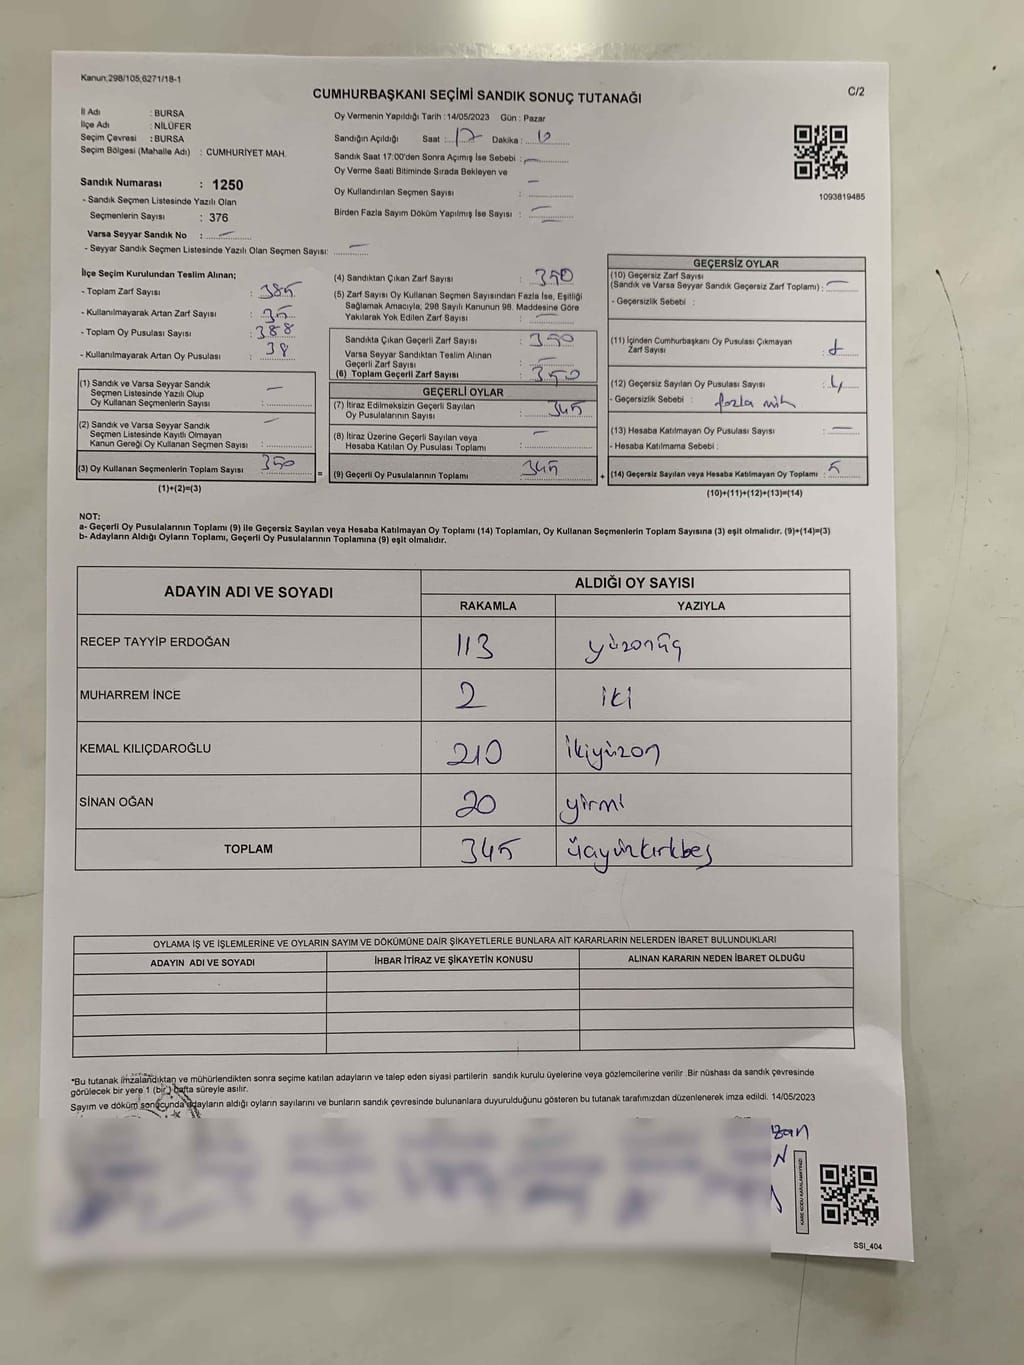 Kanun;298/105;6271/18-1
C/2
CUMHURBAŞKANI SEÇİMİ SANDIK SONUÇ TUTANAĞI
İl Adı : BURSA
İlçe Adı : NİLÜFER
Seçim Çevresi : BURSA
Seçim Bölgesi (Mahalle Adı) : CUMHURİYET MAH.
Sandık Numarası : 1250
- Sandık Seçmen Listesinde Yazılı Olan
Seçmenlerin Sayısı : 376
Varsa Seyyar Sandık No : —
- Seyyar Sandık Seçmen Listesinde Yazılı Olan Seçmen Sayısı: —
Oy Vermenin Yapıldığı Tarih : 14/05/2023 Gün : Pazar
Sandığın Açıldığı Saat : 17 Dakika : 10
Sandık Saat 17:00'den Sonra Açımış İse Sebebi : —
Oy Verme Saati Bitiminde Sırada Bekleyen ve
Oy Kullandırılan Seçmen Sayısı : —
Birden Fazla Sayım Döküm Yapılmış İse Sayısı : —
1093819485
İlçe Seçim Kurulundan Teslim Alınan;
- Toplam Zarf Sayısı : 385
- Kullanılmayarak Artan Zarf Sayısı : 35
- Toplam Oy Pusulası Sayısı : 388
- Kullanılmayarak Artan Oy Pusulası : 38
(1) Sandık ve Varsa Seyyar Sandık
Seçmen Listesinde Yazılı Olup
Oy Kullanan Seçmenlerin Sayısı : —
(2) Sandık ve Varsa Seyyar Sandık
Seçmen Listesinde Kayıtlı Olmayan
Kanun Gereği Oy Kullanan Seçmen Sayısı : —
(3) Oy Kullanan Seçmenlerin Toplam Sayısı : 350
(1)+(2)=(3)
(4) Sandıktan Çıkan Zarf Sayısı : 350
(5) Zarf Sayısı Oy Kullanan Seçmen Sayısından Fazla İse, Eşitliği
Sağlamak Amacıyla, 298 Sayılı Kanunun 98. Maddesine Göre
Yakılarak Yok Edilen Zarf Sayısı : —
Sandıkta Çıkan Geçerli Zarf Sayısı : 350
Varsa Seyyar Sandıktan Teslim Alınan
Geçerli Zarf Sayısı : —
(6) Toplam Geçerli Zarf Sayısı : 350
GEÇERLİ OYLAR
(7) İtiraz Edilmeksizin Geçerli Sayılan
Oy Pusulalarının Sayısı : 345
(8) İtiraz Üzerine Geçerli Sayılan veya
Hesaba Katılan Oy Pusulası Toplamı : —
= (9) Geçerli Oy Pusulalarının Toplamı : 345
GEÇERSİZ OYLAR
(10) Geçersiz Zarf Sayısı
(Sandık ve Varsa Seyyar Sandık Geçersiz Zarf Toplamı) : —
- Geçersizlik Sebebi :
(11) İçinden Cumhurbaşkanı Oy Pusulası Çıkmayan
Zarf Sayısı : 1
(12) Geçersiz Sayılan Oy Pusulası Sayısı : 4
- Geçersizlik Sebebi : fazla müh
(13) Hesaba Katılmayan Oy Pusulası Sayısı : —
- Hesaba Katılmama Sebebi :
+ (14) Geçersiz Sayılan veya Hesaba Katılmayan Oy Toplamı : 5
(10)+(11)+(12)+(13)=(14)
NOT:
a- Geçerli Oy Pusulalarının Toplamı (9) ile Geçersiz Sayılan veya Hesaba Katılmayan Oy Toplamı (14) Toplamları, Oy Kullanan Seçmenlerin Toplam Sayısına (3) eşit olmalıdır. (9)+(14)=(3)
b- Adayların Aldığı Oyların Toplamı, Geçerli Oy Pusulalarının Toplamına (9) eşit olmalıdır.
ADAYIN ADI VE SOYADI
ALDIĞI OY SAYISI
RAKAMLA YAZIYLA
RECEP TAYYİP ERDOĞAN 113 yüzonüç
MUHARREM İNCE 2 iki
KEMAL KILIÇDAROĞLU 210 ikiyüzon
SİNAN OĞAN 20 yirmi
TOPLAM 345 üçyüzkırkbeş
OYLAMA İŞ VE İŞLEMLERİNE VE OYLARIN SAYIM VE DÖKÜMÜNE DAİR ŞİKAYETLERLE BUNLARA AİT KARARLARIN NELERDEN İBARET BULUNDUKLARI
ADAYIN ADI VE SOYADI İHBAR İTİRAZ VE ŞİKAYETİN KONUSU ALINAN KARARIN NEDEN İBARET OLDUĞU
*Bu tutanak imzalandıktan ve mühürlendikten sonra seçime katılan adayların ve talep eden siyasi partilerin sandık kurulu üyelerine veya gözlemcilerine verilir .Bir nüshası da sandık çevresinde
görülecek bir yere 1 (bir) hafta süreyle asılır.
Sayım ve döküm sonucunda adayların aldığı oyların sayılarını ve bunların sandık çevresinde bulunanlara duyurulduğunu gösteren bu tutanak tarafımızdan düzenlenerek imza edildi. 14/05/2023
KARE KODU KARALAMAYINIZ!
SSI_404